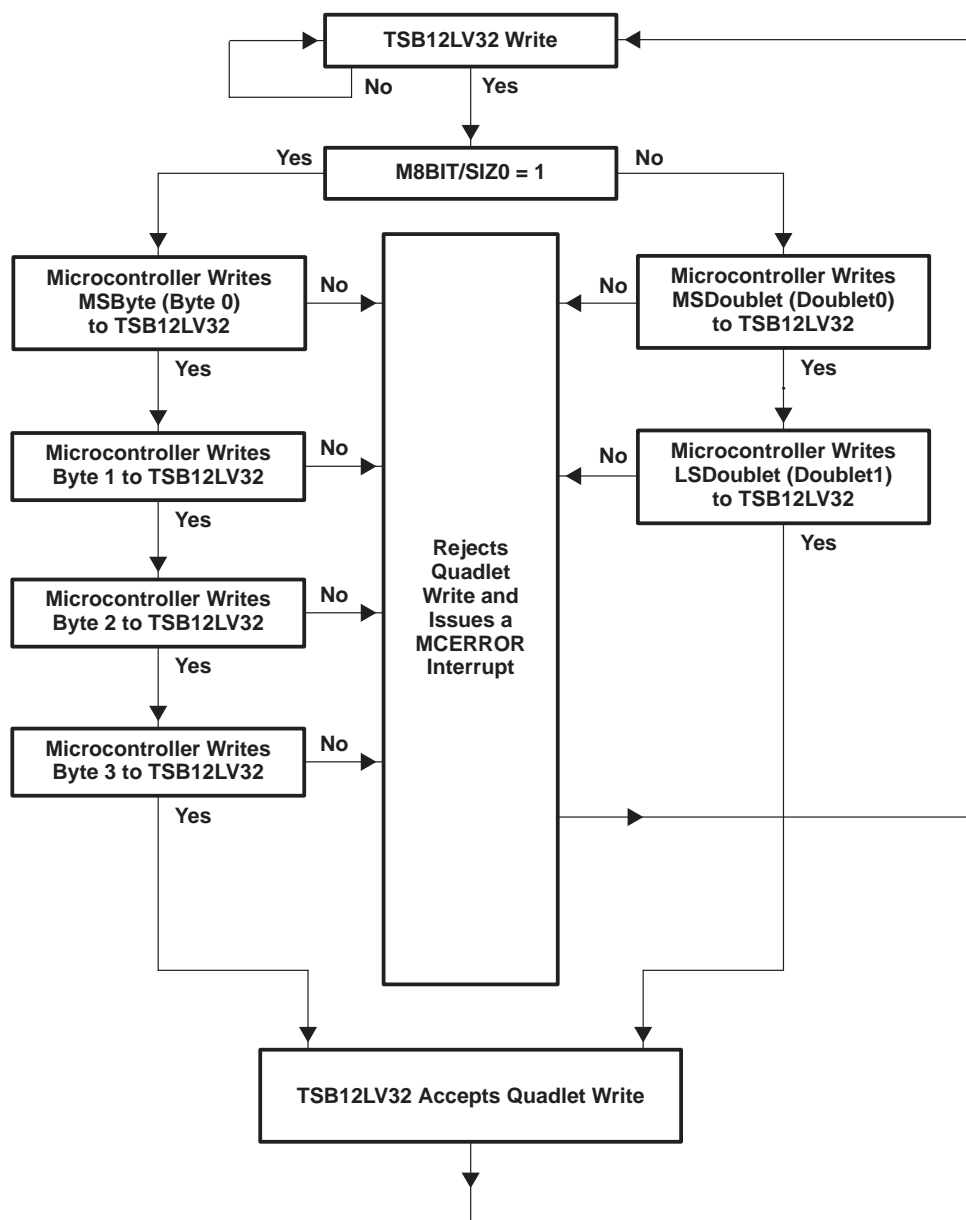 TSB12LV32 Write
No
Yes
Yes
M8BIT/SIZ0 = 1
No
Microcontroller Writes
MSByte (Byte 0)
to TSB12LV32
No
No
Microcontroller Writes
MSDoublet (Doublet0)
to TSB12LV32
Yes
Yes
Microcontroller Writes
Byte 1 to TSB12LV32
No
No
Microcontroller Writes
LSDoublet (Doublet1)
to TSB12LV32
Yes
Yes
Rejects
Quadlet
Write and
Issues a
MCERROR
Interrupt
Microcontroller Writes
Byte 2 to TSB12LV32
No
Yes
Microcontroller Writes
Byte 3 to TSB12LV32
No
Yes
TSB12LV32 Accepts Quadlet Write